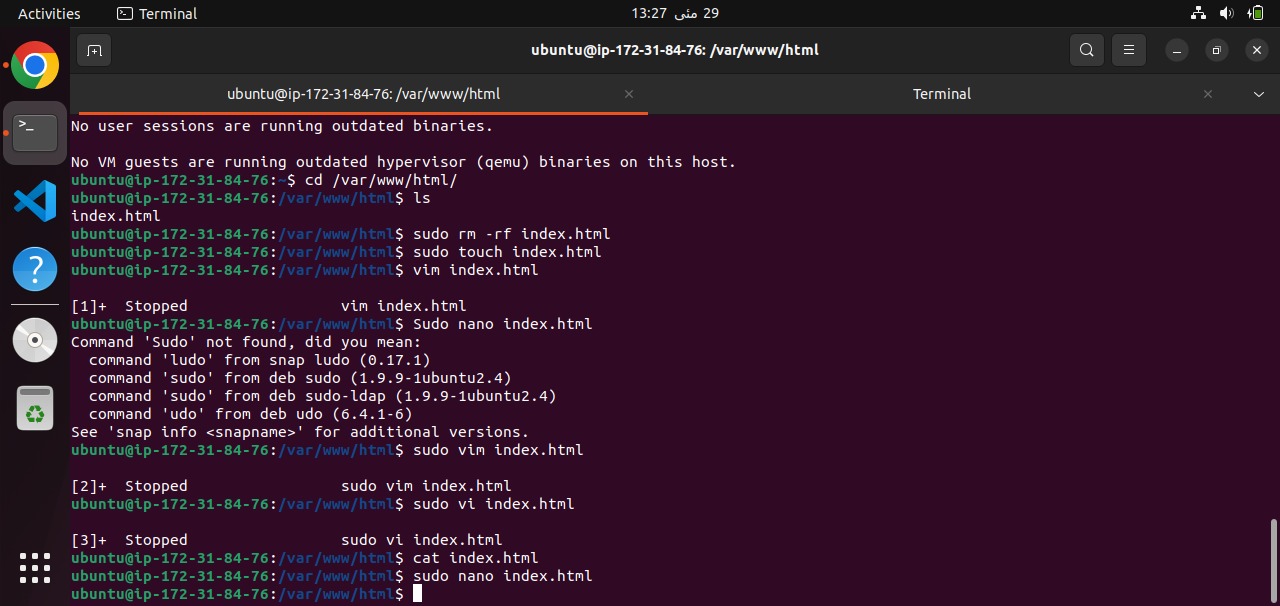 Activities
Terminal
29 مئی 13:27
ubuntu@ip-172-31-84-76: /var/www/html
ubuntu@ip-172-31-84-76: /var/www/html
Terminal
No user sessions are running outdated binaries.
No VM guests are running outdated hypervisor (qemu) binaries on this host.
ubuntu@ip-172-31-84-76:~$ cd /var/www/html/
ubuntu@ip-172-31-84-76:/var/www/html$ ls
index.html
ubuntu@ip-172-31-84-76:/var/www/html$ sudo rm -rf index.html
ubuntu@ip-172-31-84-76:/var/www/html$ sudo touch index.html
ubuntu@ip-172-31-84-76:/var/www/html$ vim index.html
[1]+  Stopped                 vim index.html
ubuntu@ip-172-31-84-76:/var/www/html$ Sudo nano index.html
Command 'Sudo' not found, did you mean:
  command 'ludo' from snap ludo (0.17.1)
  command 'sudo' from deb sudo (1.9.9-1ubuntu2.4)
  command 'sudo' from deb sudo-ldap (1.9.9-1ubuntu2.4)
  command 'udo' from deb udo (6.4.1-6)
See 'snap info <snapname>' for additional versions.
ubuntu@ip-172-31-84-76:/var/www/html$ sudo vim index.html
[2]+  Stopped                 sudo vim index.html
ubuntu@ip-172-31-84-76:/var/www/html$ sudo vi index.html
[3]+  Stopped                 sudo vi index.html
ubuntu@ip-172-31-84-76:/var/www/html$ cat index.html
ubuntu@ip-172-31-84-76:/var/www/html$ sudo nano index.html
ubuntu@ip-172-31-84-76:/var/www/html$